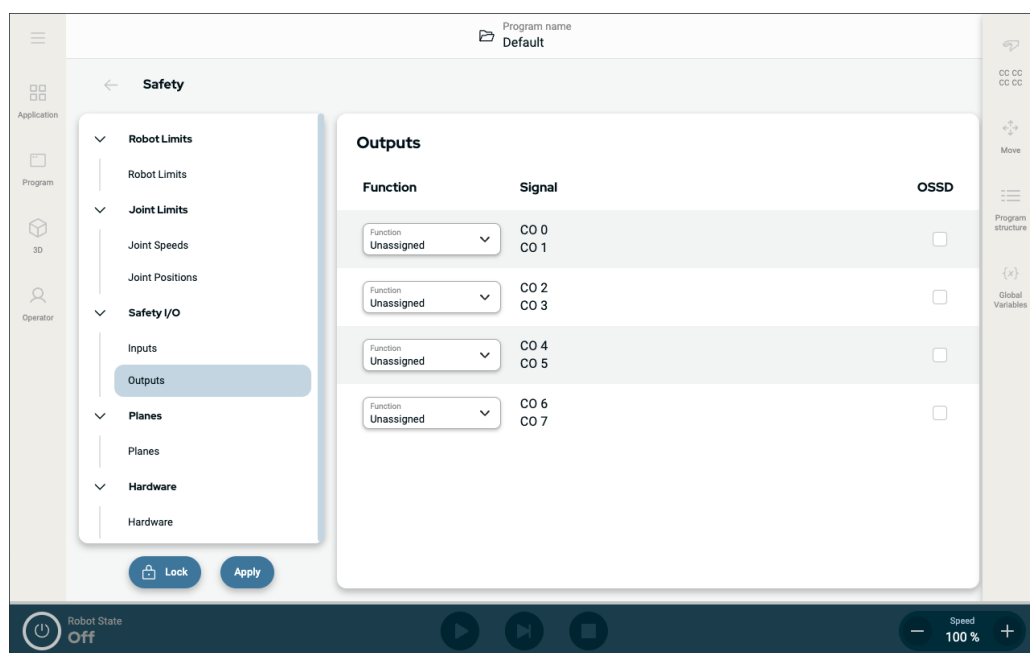 Program name
Default
Application
Program
3D
Operator
Safety
Robot Limits
Robot Limits
Joint Limits
Joint Speeds
Joint Positions
Safety I/O
Inputs
Outputs
Planes
Planes
Hardware
Hardware
Lock
Apply
Outputs
Function Signal OSSD
Function
Unassigned
CO 0
CO 1
Function
Unassigned
CO 2
CO 3
Function
Unassigned
CO 4
CO 5
Function
Unassigned
CO 6
CO 7
CC CC
CC CC
Move
Program
structure
{x}
Global
Variables
Robot State
Off
Speed
100 %